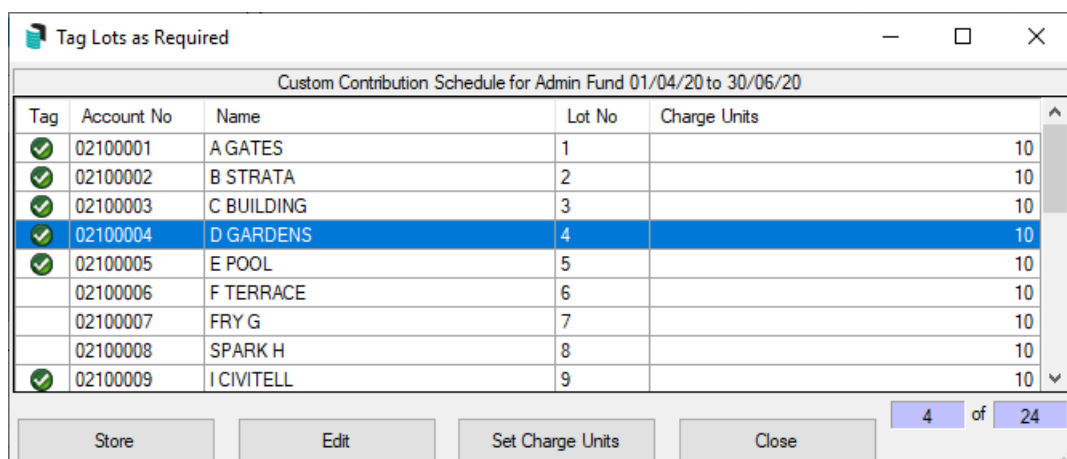 Tag Lots as Required
Custom Contribution Schedule for Admin Fund 01/04/20 to 30/06/20
Tag Account No Name Lot No Charge Units
02100001 A GATES 1 10
02100002 B STRATA 2 10
02100003 C BUILDING 3 10
02100004 D GARDENS 4 10
02100005 E POOL 5 10
02100006 F TERRACE 6 10
02100007 FRY G 7 10
02100008 SPARK H 8 10
02100009 I CIVITELL 9 10
4 of 24
Store Edit Set Charge Units Close